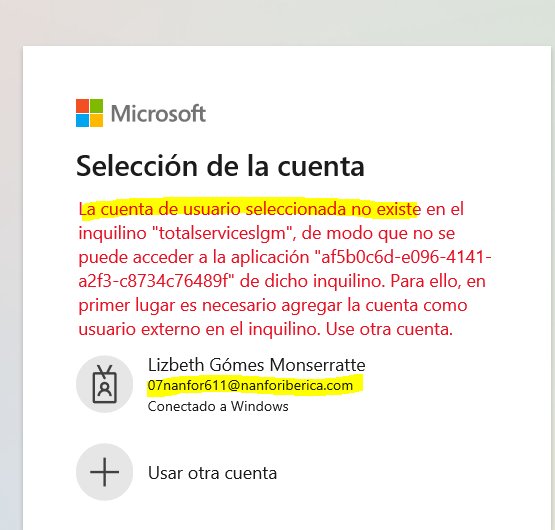 Microsoft
Selección de la cuenta
La cuenta de usuario seleccionada no existe en el
inquilino "totalserviceslgm", de modo que no se
puede acceder a la aplicación "af5b0c6d-e096-4141-
a2f3-c8734c76489f" de dicho inquilino. Para ello, en
primer lugar es necesario agregar la cuenta como
usuario externo en el inquilino. Use otra cuenta.
Lizbeth Gómes Monserratte
07nanfor611@nanforiberica.com
Conectado a Windows
Usar otra cuenta